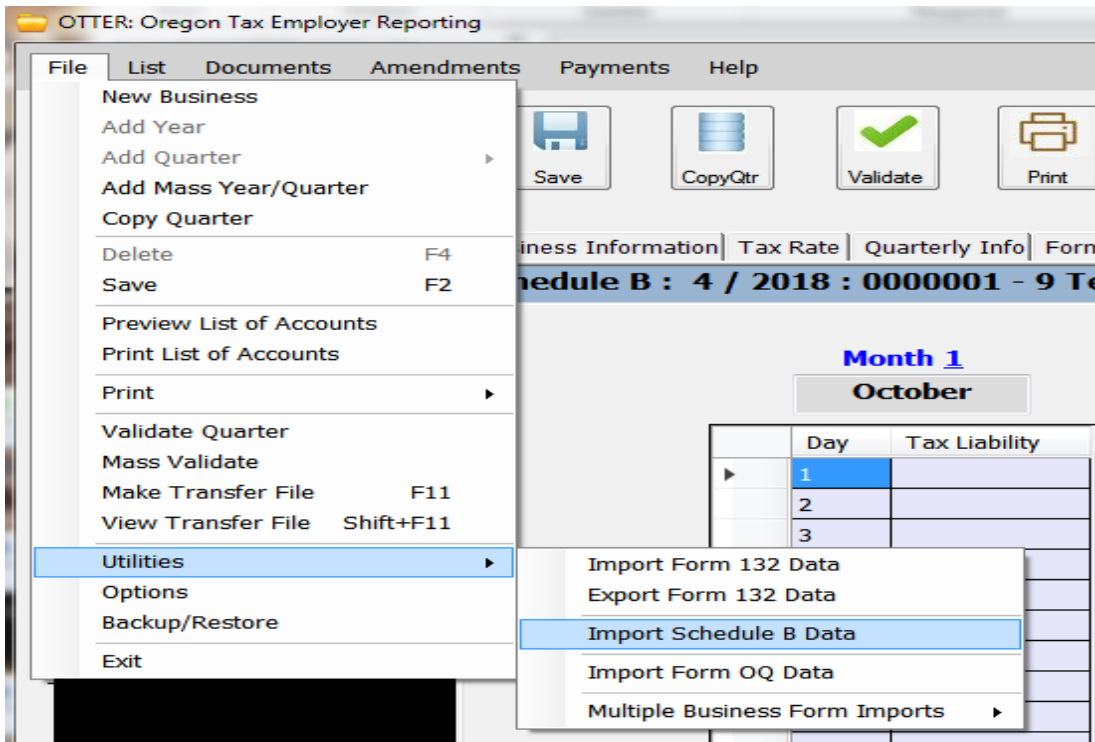 OTTER: Oregon Tax Employer Reporting
File List Documents Amendments Payments Help
New Business
Add Year
Add Quarter
Add Mass Year/Quarter
Copy Quarter
Delete F4
Save F2
Preview List of Accounts
Print List of Accounts
Print
Validate Quarter
Mass Validate
Make Transfer File F11
View Transfer File Shift+F11
Utilities
Options
Backup/Restore
Exit
Save CopyQtr Validate Print
iness Information Tax Rate Quarterly Info Forn
hedule B : 4 / 2018 : 0000001 - 9 Te
Month 1
October
Day Tax Liability
1
2
3
Import Form 132 Data
Export Form 132 Data
Import Schedule B Data
Import Form OQ Data
Multiple Business Form Imports